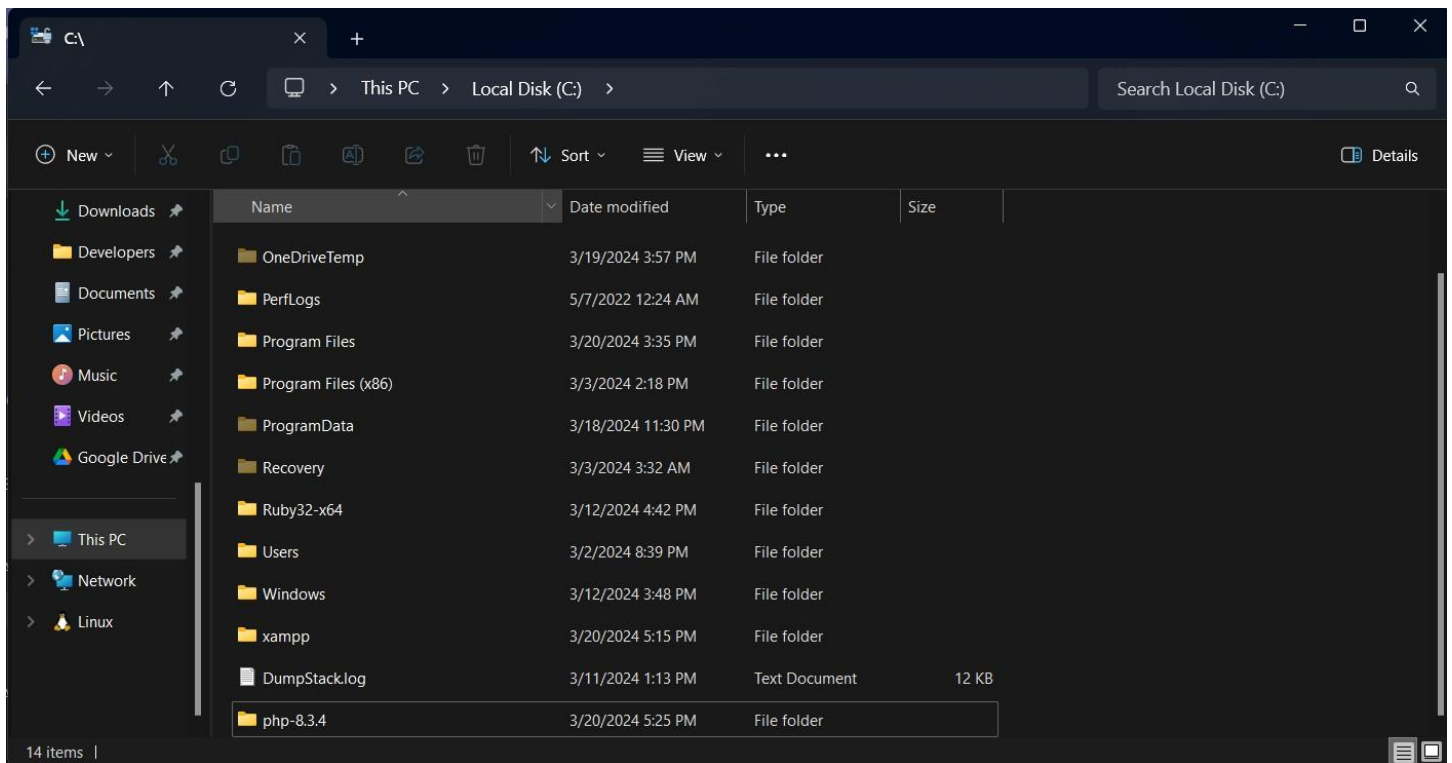 C:\
This PC > Local Disk (C:) >
Search Local Disk (C:)
New
Sort
View
Details
Downloads
Developers
Documents
Pictures
Music
Videos
Google Drive
This PC
Network
Linux
Name Date modified Type Size
OneDriveTemp 3/19/2024 3:57 PM File folder
PerfLogs 5/7/2022 12:24 AM File folder
Program Files 3/20/2024 3:35 PM File folder
Program Files (x86) 3/3/2024 2:18 PM File folder
ProgramData 3/18/2024 11:30 PM File folder
Recovery 3/3/2024 3:32 AM File folder
Ruby32-x64 3/12/2024 4:42 PM File folder
Users 3/2/2024 8:39 PM File folder
Windows 3/12/2024 3:48 PM File folder
xampp 3/20/2024 5:15 PM File folder
DumpStack.log 3/11/2024 1:13 PM Text Document 12 KB
php-8.3.4 3/20/2024 5:25 PM File folder
14 items